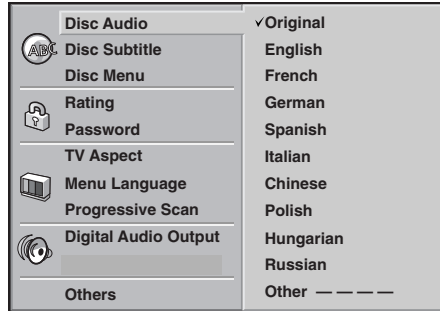 Disc Audio
Disc Subtitle
Disc Menu
Rating
Password
TV Aspect
Menu Language
Progressive Scan
Digital Audio Output
Others
✓Original
English
French
German
Spanish
Italian
Chinese
Polish
Hungarian
Russian
Other — — — —
ABC